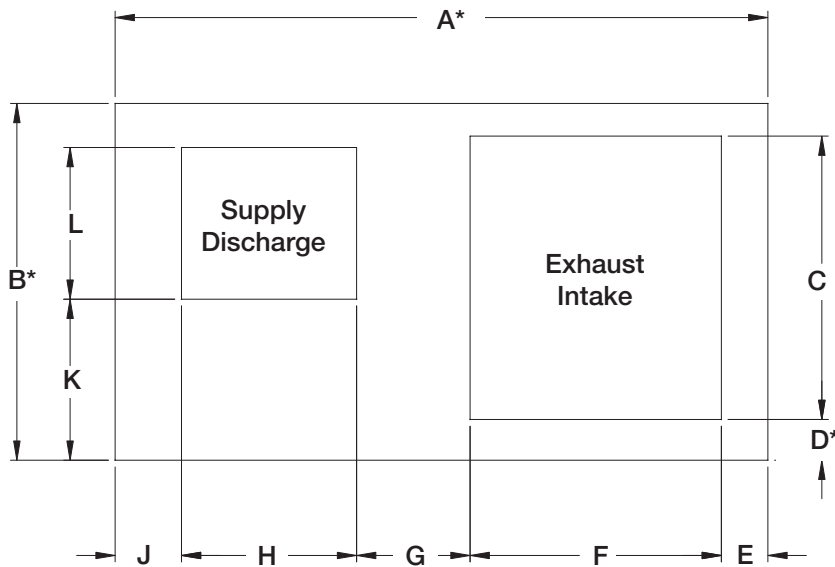 A*
Supply
Discharge
L
B*
Exhaust
Intake
C
K
D*
J
H
G
F
E